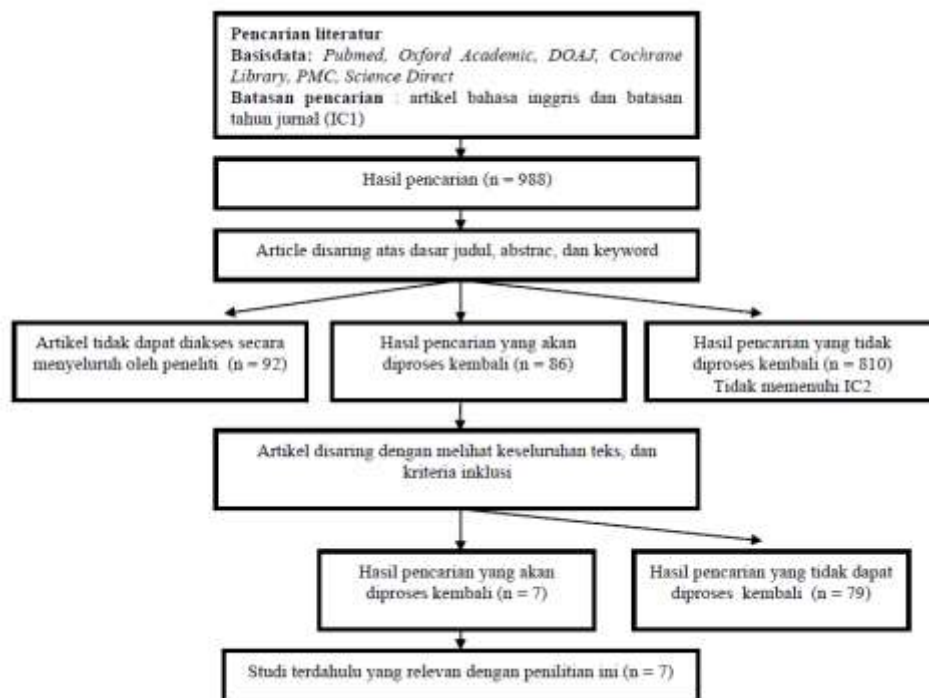 Pencarian literatur
Basisdata: Pubmed, Oxford Academic, DOAJ, Cochrane
Library, PMC, Science Direct
Batasan pencarian : artikel bahasa inggris dan batasan
tahun jurnal (IC1)
Hasil pencarian (n = 988)
Article disaring atas dasar judul, abstrac, dan keyword
Artikel tidak dapat diakses secara
menyeluruh oleh peneliti (n = 92)
Hasil pencarian yang akan
diproses kembali (n = 86)
Hasil pencarian yang tidak
diproses kembali (n = 810)
Tidak memenuhi IC2
Artikel disaring dengan melihat keseluruhan teks, dan
kriteria inklusi
Hasil pencarian yang akan
diproses kembali (n = 7)
Hasil pencarian yang tidak dapat
diproses kembali (n = 79)
Studi terdahulu yang relevan dengan penilitian ini (n = 7)